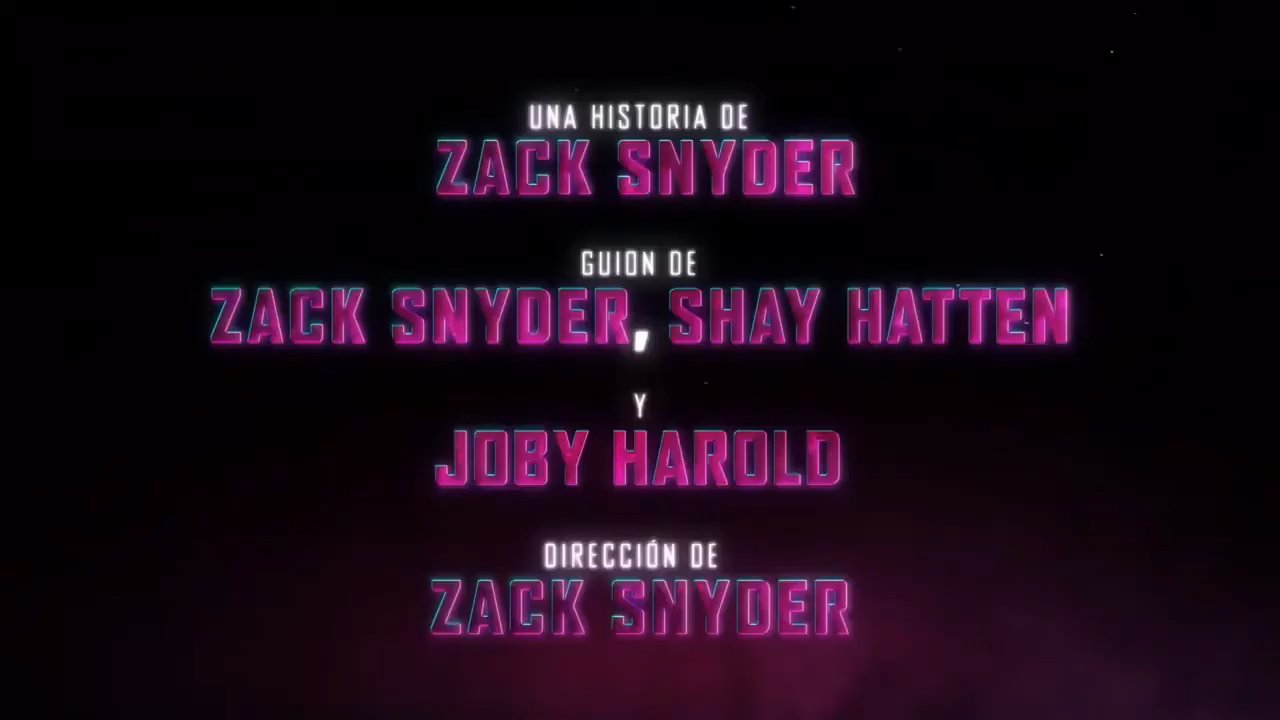 UNA HISTORIA DE
ZACK SNYDER
GUION DE
ZACK SNYDER, SHAY HATTEN
Y
JOBY HAROLD
DIRECCIÓN DE
ZACK SNYDER